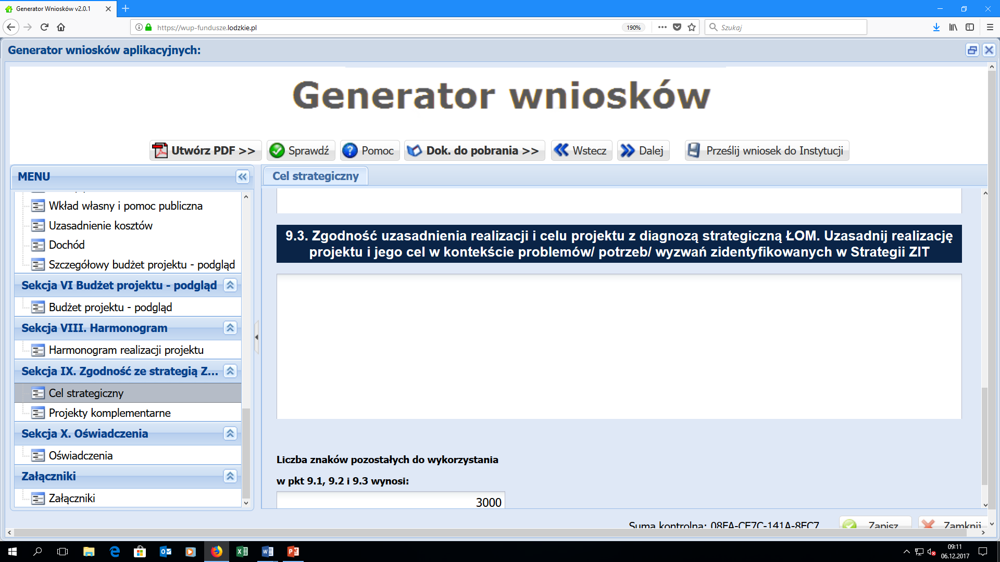 Generator Wniosków v2.0.1
https://wup-fundusze.lodzkie.pl
190%
Szukaj
Generator wniosków aplikacyjnych:
Generator wniosków
Utwórz PDF >>
Sprawdź
Pomoc
Dok. do pobrania >>
Wstecz
Dalej
Prześlij wniosek do Instytucji
MENU
Wkład własny i pomoc publiczna
Uzasadnienie kosztów
Dochód
Szczegółowy budżet projektu - podgląd
Sekcja VI Budżet projektu - podgląd
Budżet projektu - podgląd
Sekcja VIII. Harmonogram
Harmonogram realizacji projektu
Sekcja IX. Zgodność ze strategią Z...
Cel strategiczny
Projekty komplementarne
Sekcja X. Oświadczenia
Oświadczenia
Załączniki
Załączniki
Cel strategiczny
9.3. Zgodność uzasadnienia realizacji i celu projektu z diagnozą strategiczną ŁOM. Uzasadnij realizację
projektu i jego cel w kontekście problemów/ potrzeb/ wyzwań zidentyfikowanych w Strategii ZIT
Liczba znaków pozostałych do wykorzystania
w pkt 9.1, 9.2 i 9.3 wynosi:
3000
Suma kontrolna: 08FA-CF7C-141A-8EC7
Zapisz
Zamknij
09:11
06.12.2017